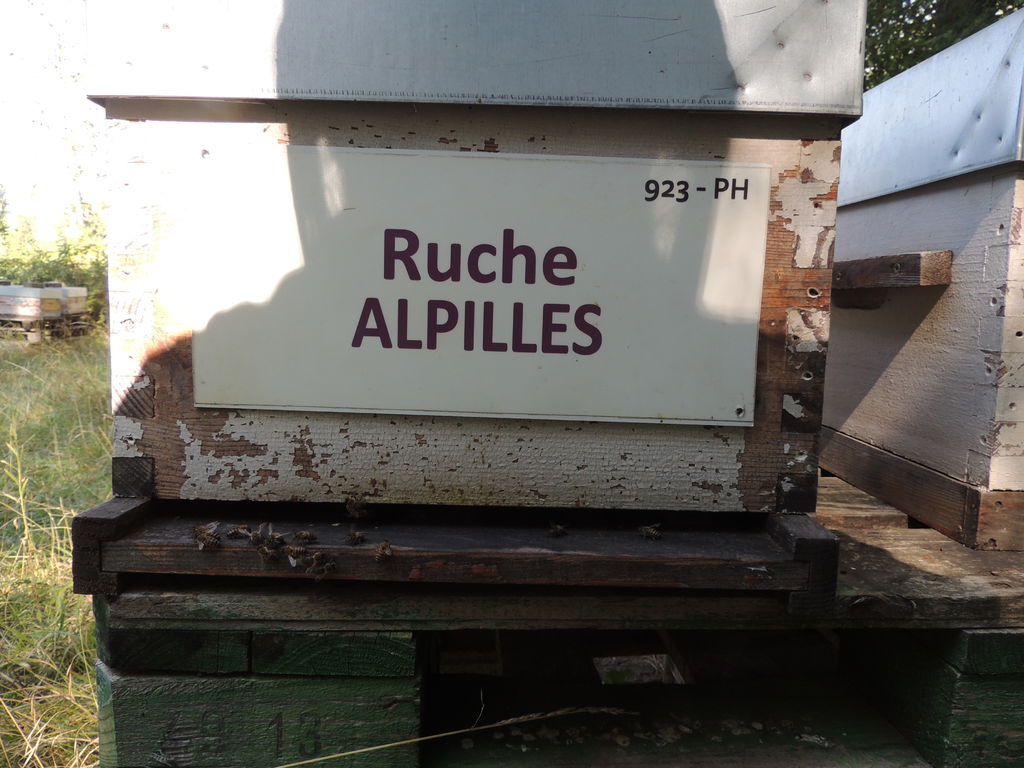 923 - PH
Ruche
ALPILLES